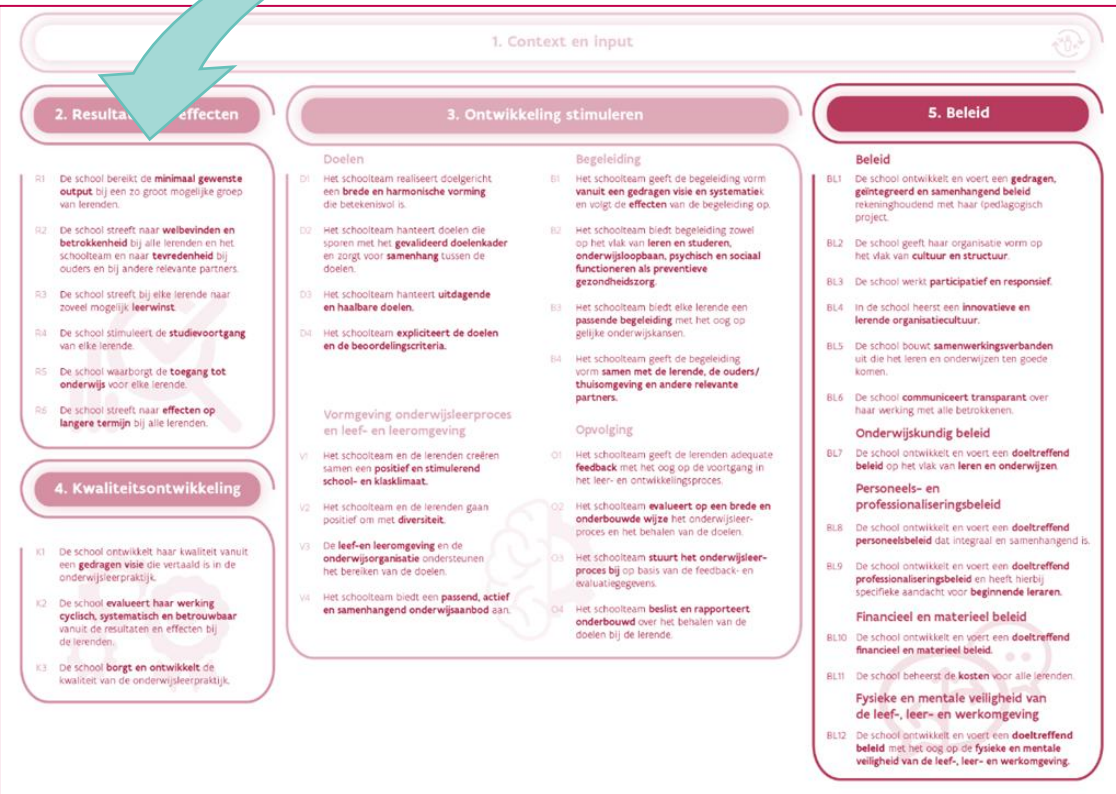 1. Context en input
2. Resulta effecten
R1 De school bereikt de minimaal gewenste
output bij een zo groot mogelijke groep
van lerenden.
R2 De school streeft naar welbevinden en
betrokkenheid bij alle lerenden en het
schoolteam en naar tevredenheid bij
ouders en bij andere relevante partners.
R3 De school streeft bij elke lerende naar
zoveel mogelijk leerwinst.
R4 De school stimuleert de studievoortgang
van elke lerende.
R5 De school waarborgt de toegang tot
onderwijs voor elke lerende.
R6 De school streeft naar effecten op
langere termijn bij alle lerenden.
4. Kwaliteitsontwikkeling
K1 De school ontwikkelt haar kwaliteit vanuit
een gedragen visie die vertaald is in de
onderwijsleerpraktijk.
K2 De school evalueert haar werking
cyclisch, systematisch en betrouwbaar
vanuit de resultaten en effecten bij
de lerenden.
K3 De school borgt en ontwikkelt de
kwaliteit van de onderwijsleerpraktijk.
3. Ontwikkeling stimuleren
Doelen
D1 Het schoolteam realiseert doelgericht
een brede en harmonische vorming
die betekenisvol is.
D2 Het schoolteam hanteert doelen die
sporen met het gevalideerd doelenkader
en zorgt voor samenhang tussen de
doelen.
D3 Het schoolteam hanteert uitdagende
en haalbare doelen.
D4 Het schoolteam expliciteert de doelen
en de beoordelingscriteria.
Vormgeving onderwijsleerproces
en leef- en leeromgeving
V1 Het schoolteam en de lerenden creëren
samen een positief en stimulerend
school- en klasklimaat.
V2 Het schoolteam en de lerenden gaan
positief om met diversiteit.
V3 De leef-en leeromgeving en de
onderwijsorganisatie ondersteunen
het bereiken van de doelen.
V4 Het schoolteam biedt een passend, actief
en samenhangend onderwijsaanbod aan.
Begeleiding
B1 Het schoolteam geeft de begeleiding vorm
vanuit een gedragen visie en systematiek
en volgt de effecten van de begeleiding op.
B2 Het schoolteam biedt begeleiding zowel
op het vlak van leren en studeren,
onderwijsloopbaan, psychisch en sociaal
functioneren als preventieve
gezondheidszorg.
B3 Het schoolteam biedt elke lerende een
passende begeleiding met het oog op
gelijke onderwijskansen.
B4 Het schoolteam geeft de begeleiding
vorm samen met de lerende, de ouders/
thuisomgeving en andere relevante
partners.
Opvolging
O1 Het schoolteam geeft de lerenden adequate
feedback met het oog op de voortgang in
het leer- en ontwikkelingsproces.
O2 Het schoolteam evalueert op een brede en
onderbouwde wijze het onderwijsleer-
proces en het behalen van de doelen.
O3 Het schoolteam stuurt het onderwijsleer-
proces bij op basis van de feedback- en
evaluatiegegevens.
O4 Het schoolteam beslist en rapporteert
onderbouwd over het behalen van de
doelen bij de lerende.
5. Beleid
Beleid
BL1 De school ontwikkelt en voert een gedragen,
geïntegreerd en samenhangend beleid
rekeninghoudend met haar (pedlagogisch
project.
BL2 De school geeft haar organisatie vorm op
het vlak van cultuur en structuur.
BL3 De school werkt participatief en responsief.
BL4 In de school heerst een innovatieve en
lerende organisatiecultuur.
BL5 De school bouwt samenwerkingsverbanden
uit die het leren en onderwijzen ten goede
komen.
BL6 De school communiceert transparant over
haar werking met alle betrokkenen.
Onderwijskundig beleid
BL7 De school ontwikkelt en voert een doeltreffend
beleid op het vlak van leren en onderwijzen.
Personeels- en
professionaliseringsbeleid
BL8 De school ontwikkelt en voert een doeltreffend
personeelsbeleid dat integraal en samenhangend is.
BL9 De school ontwikkelt en voert een doeltreffend
professionaliseringsbeleid en heeft hierbij
specifieke aandacht voor beginnende leraren.
Financieel en materieel beleid
BL10 De school ontwikkelt en voert een doeltreffend
financieel en materieel beleid.
BL11 De school beheerst de kosten voor alle lerenden.
Fysieke en mentale veiligheid van
de leef-, leer- en werkomgeving
BL12 De school ontwikkelt en voert een doeltreffend
beleid met het oog op de fysieke en mentale
veiligheid van de leef-, leer- en werkomgeving.